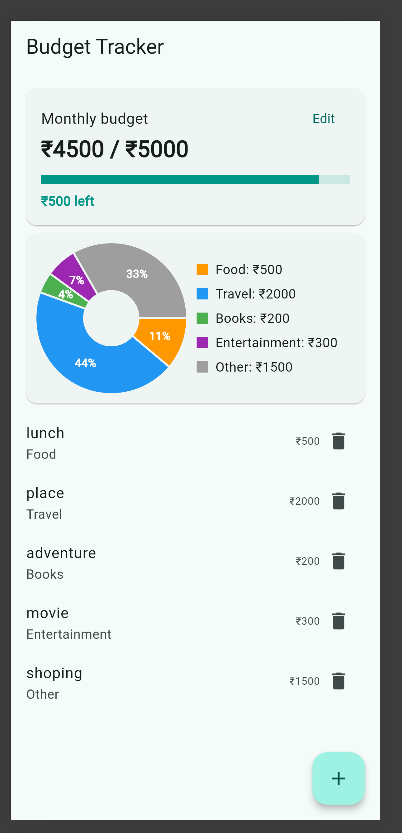 Budget Tracker
Monthly budget
Edit
₹4500 / ₹5000
₹500 left
33%
7%
4%
11%
44%
Food: ₹500
Travel: ₹2000
Books: ₹200
Entertainment: ₹300
Other: ₹1500
lunch
Food
₹500
place
Travel
₹2000
adventure
Books
₹200
movie
Entertainment
₹300
shoping
Other
₹1500
+